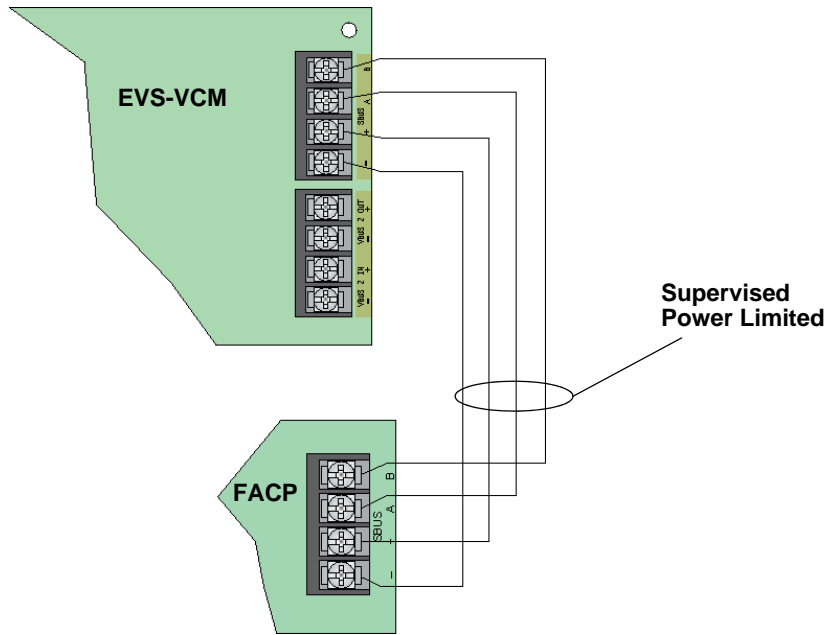 EVS-VCM
B
A
SBUS
+
-
VBUS 2 OUT
+
-
VBUS 2 IN
+
-
Supervised
Power Limited
FACP
B
A
SBUS
+
-